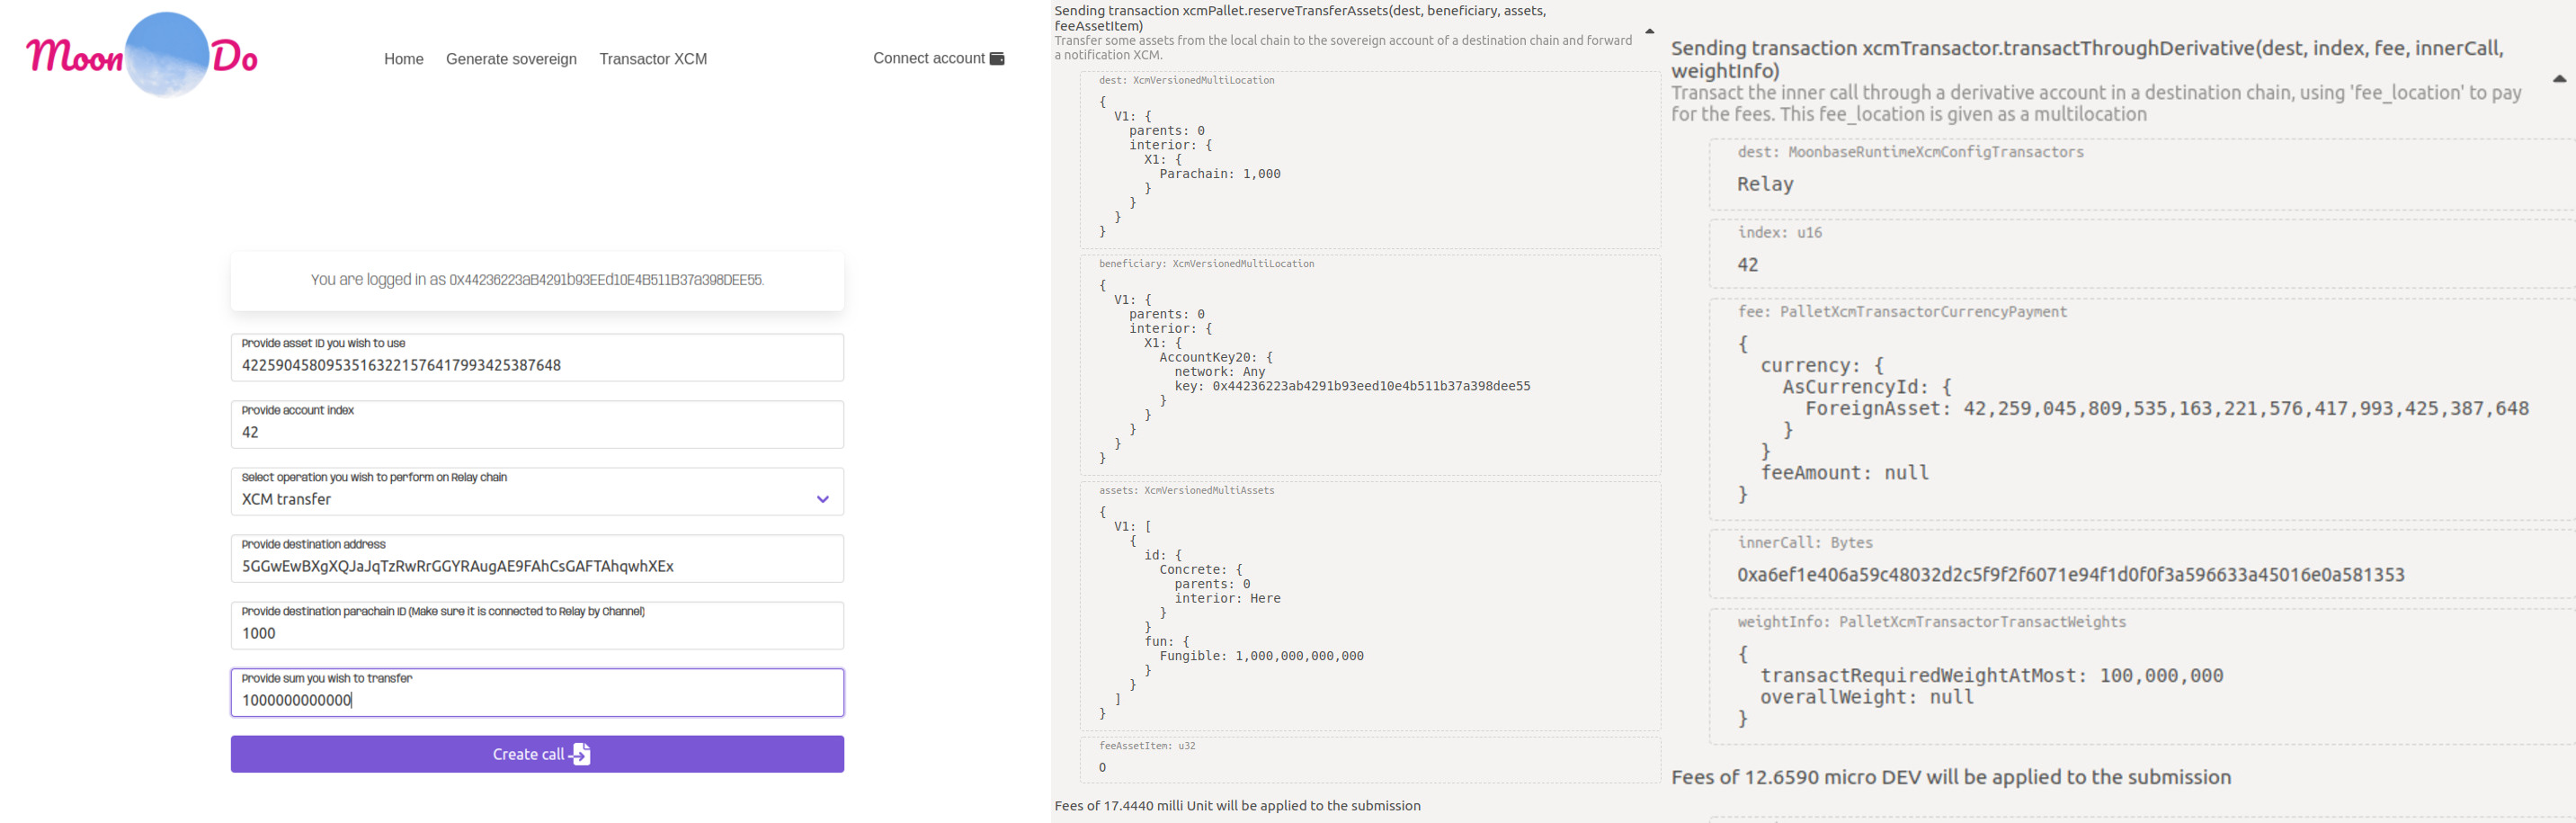 Moon Do
Home Generate sovereign Transactor XCM Connect account
You are logged in as 0x44236223aB4291b93EEd10E4B511B37a398DEE55.
Provide asset ID you wish to use
42259045809535163221576417993425387648
Provide account index
42
Select operation you wish to perform on Relay chain
XCM transfer
Provide destination address
5GGwEwBXgXQJaJqTzRwRrGGYRAugAE9FAhCsGAFTAhqwhXEx
Provide destination parachain ID (Make sure it is connected to Relay by Channel)
1000
Provide sum you wish to transfer
1000000000000
Create call
Sending transaction xcmPallet.reserveTransferAssets(dest, beneficiary, assets,
feeAssetItem)
Transfer some assets from the local chain to the sovereign account of a destination chain and forward
a notification XCM.
dest: XcmVersionedMultiLocation
{
V1: {
parents: 0
interior: {
X1: {
Parachain: 1,000
}
}
}
}
beneficiary: XcmVersionedMultiLocation
{
V1: {
parents: 0
interior: {
X1: {
AccountKey20: {
network: Any
key: 0x44236223ab4291b93eed10e4b511b37a398dee55
}
}
}
}
}
assets: XcmVersionedMultiAssets
{
V1: [
{
id: {
Concrete: {
parents: 0
interior: Here
}
}
fun: {
Fungible: 1,000,000,000,000
}
}
]
}
feeAssetItem: u32
0
Fees of 17.4440 milli Unit will be applied to the submission
Sending transaction xcmTransactor.transactThroughDerivative(dest, index, fee, innerCall,
weightInfo)
Transact the inner call through a derivative account in a destination chain, using 'fee_location' to pay
for the fees. This fee_location is given as a multilocation
dest: MoonbaseRuntimeXcmConfigTransactors
Relay
index: u16
42
fee: PalletXcmTransactorCurrencyPayment
{
currency: {
AsCurrencyId: {
ForeignAsset: 42,259,045,809,535,163,221,576,417,993,425,387,648
}
}
feeAmount: null
}
innerCall: Bytes
0xa6ef1e406a59c48032d2c5f9f2f6071e94f1d0f0f3a596633a45016e0a581353
weightInfo: PalletXcmTransactorTransactWeights
{
transactRequiredWeightAtMost: 100,000,000
overallWeight: null
}
Fees of 12.6590 micro DEV will be applied to the submission